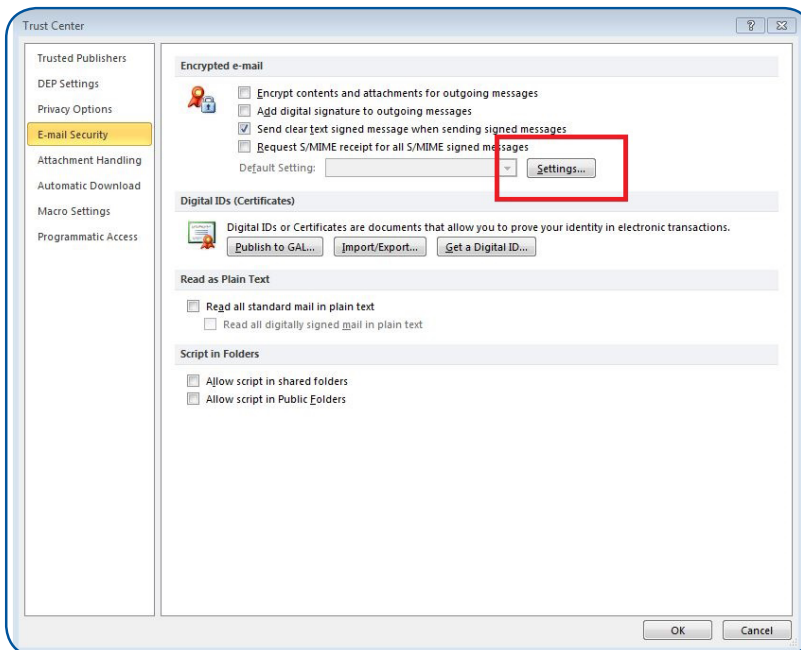 Trust Center
Trusted Publishers
DEP Settings
Privacy Options
E-mail Security
Attachment Handling
Automatic Download
Macro Settings
Programmatic Access
Encrypted e-mail
Encrypt contents and attachments for outgoing messages
Add digital signature to outgoing messages
Send clear text signed message when sending signed messages
Request S/MIME receipt for all S/MIME signed messages
Default Setting:
Settings...
Digital IDs (Certificates)
Digital IDs or Certificates are documents that allow you to prove your identity in electronic transactions.
Publish to GAL... Import/Export... Get a Digital ID...
Read as Plain Text
Read all standard mail in plain text
Read all digitally signed mail in plain text
Script in Folders
Allow script in shared folders
Allow script in Public Folders
OK Cancel